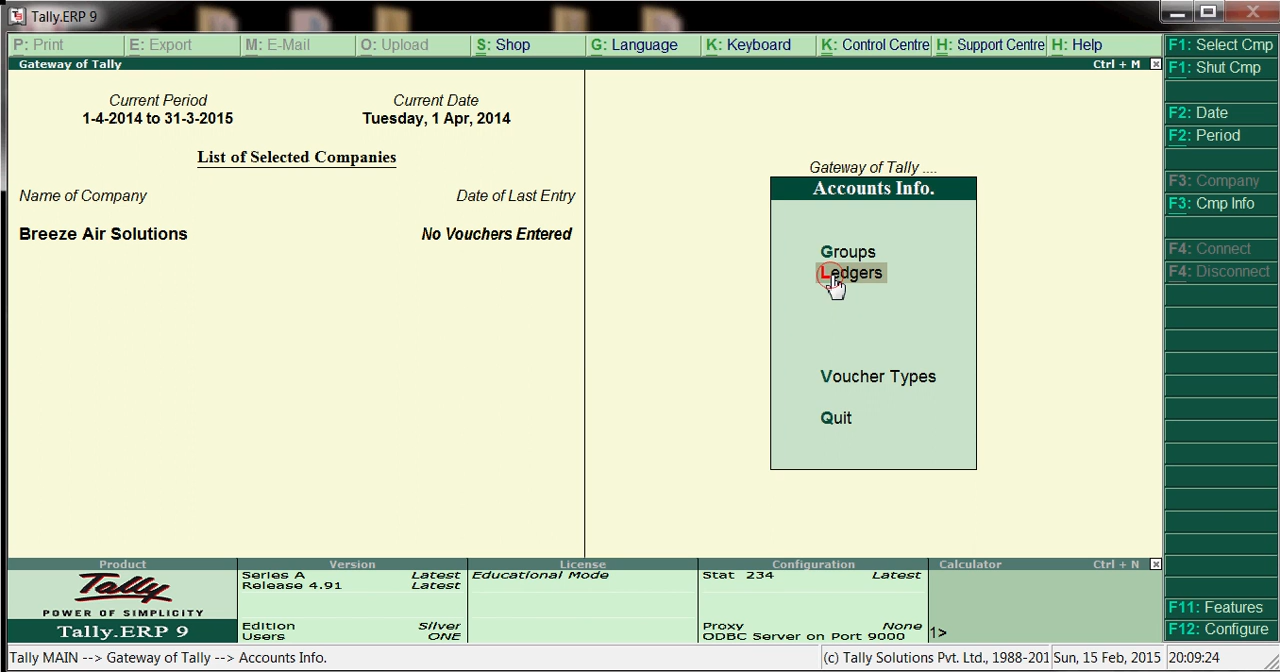 Tally.ERP 9
P: Print E: Export M: E-Mail O: Upload S: Shop G: Language K: Keyboard K: Control Centre H: Support Centre H: Help
Gateway of Tally Ctrl + M
Current Period Current Date
1-4-2014 to 31-3-2015 Tuesday, 1 Apr, 2014
List of Selected Companies
Name of Company Date of Last Entry
Breeze Air Solutions No Vouchers Entered
Gateway of Tally ....
Accounts Info.
Groups
Ledgers
Voucher Types
Quit
F1: Select Cmp
F1: Shut Cmp
F2: Date
F2: Period
F3: Company
F3: Cmp Info
F4: Connect
F4: Disconnect
F11: Features
F12: Configure
Product Version License Configuration Calculator Ctrl + N
Tally
POWER OF SIMPLICITY
Tally.ERP 9
Series A Latest
Release 4.91 Latest
Edition Silver
Users ONE
Educational Mode
Stat 234 Latest
Proxy None
ODBC Server on Port 9000
1>
Tally MAIN --> Gateway of Tally --> Accounts Info. (c) Tally Solutions Pvt. Ltd., 1988-201 Sun, 15 Feb, 2015 20:09:24